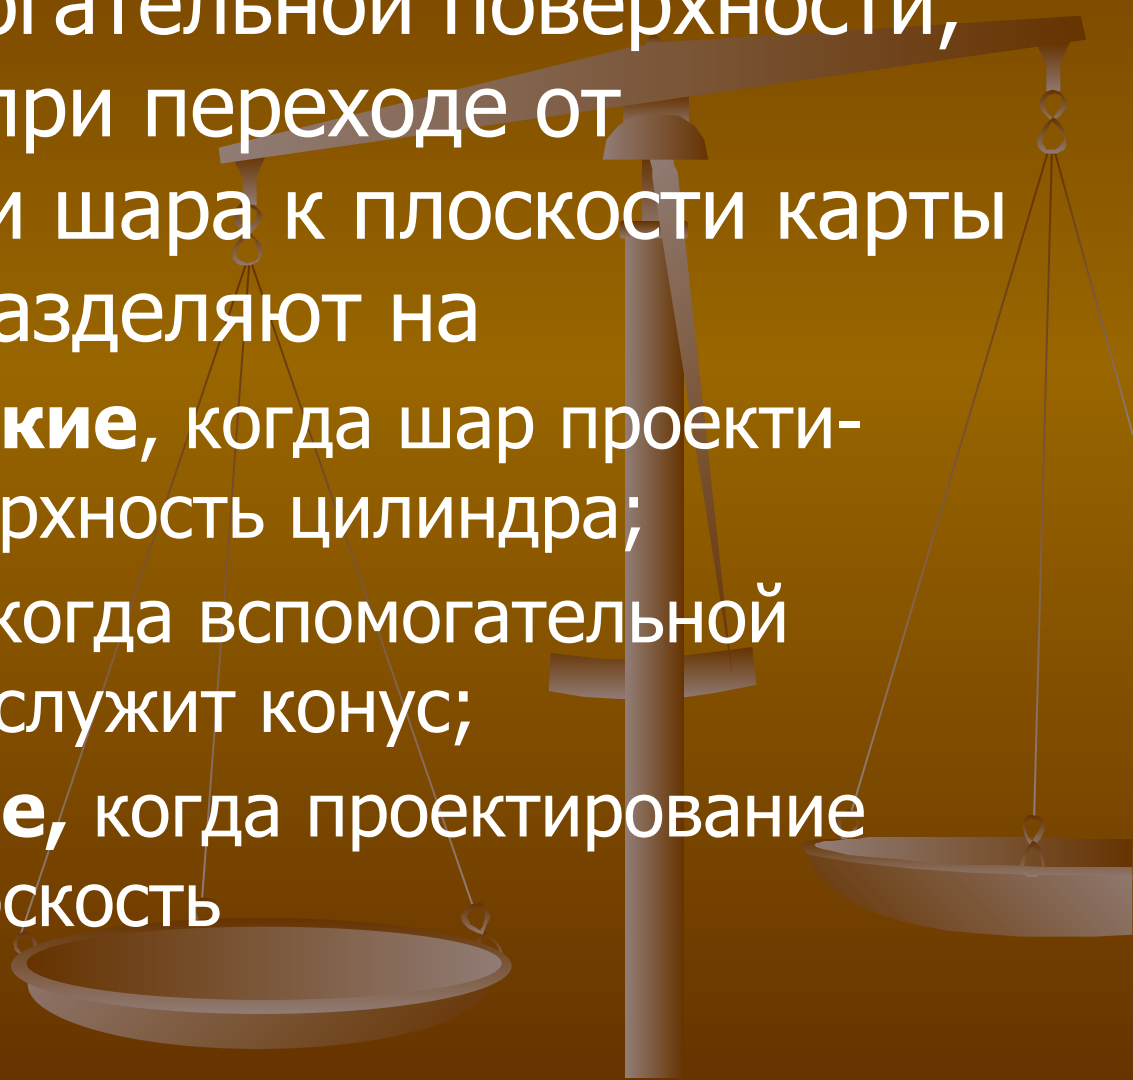 огательной поверхности,
при переходе от
и шара к плоскости карты
азделяют на
кие, когда шар проекти-
рхность цилиндра;
когда вспомогательной
служит конус;
е, когда проектирование
оскость